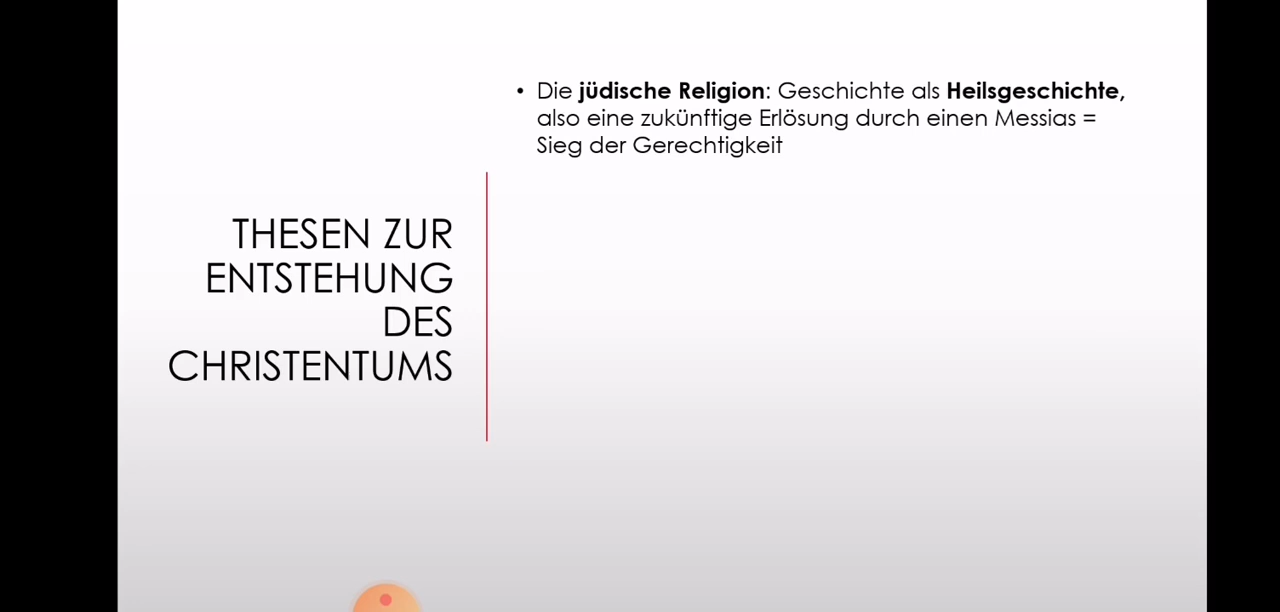 THESEN ZUR
ENTSTEHUNG
DES
CHRISTENTUMS
• Die jüdische Religion: Geschichte als Heilsgeschichte,
also eine zukünftige Erlösung durch einen Messias =
Sieg der Gerechtigkeit